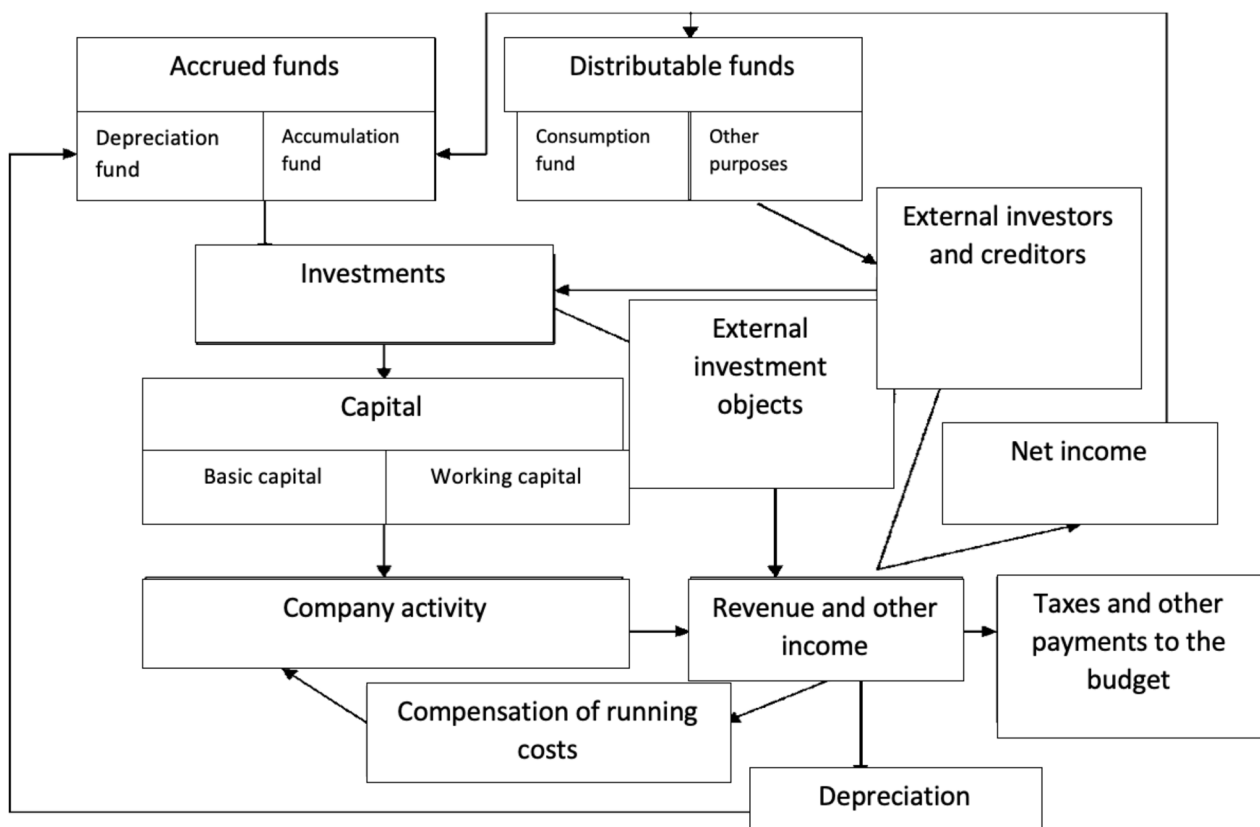 Accrued funds
Distributable funds
Depreciation
fund
Accumulation
fund
Consumption
fund
Other
purposes
External investors
and creditors
Investments
External
investment
objects
Capital
Basic capital
Working capital
Net income
Company activity
Revenue and other
income
Taxes and other
payments to the
budget
Compensation of running
costs
Depreciation